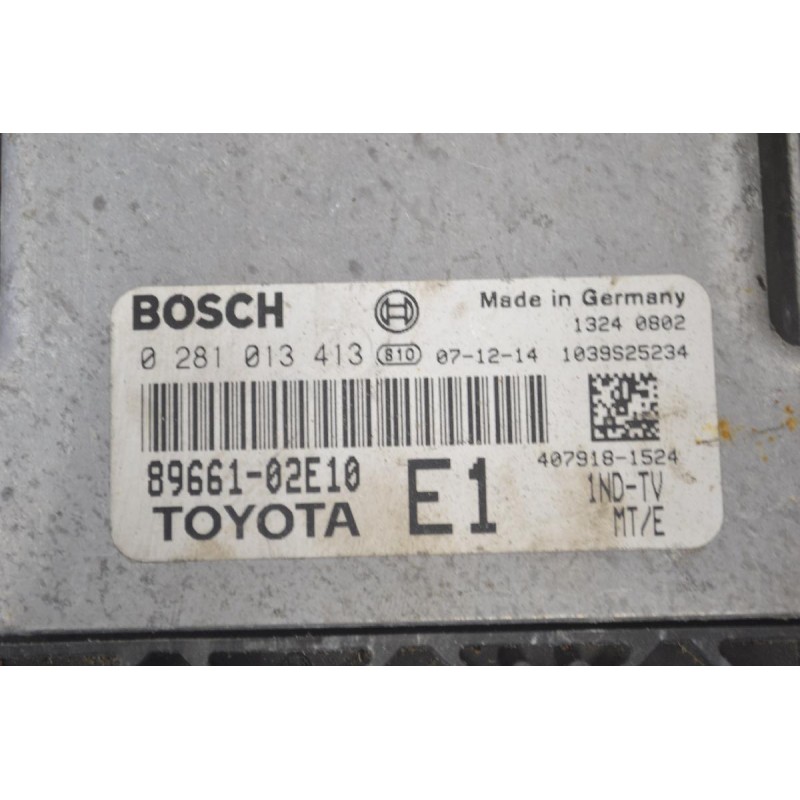 BOSCH Made in Germany
1324 0802
0 281 013 413 810 07-12-14 1039S25234
407918-1524
89661-02E10 E1 1ND-TV
TOYOTA MT/E